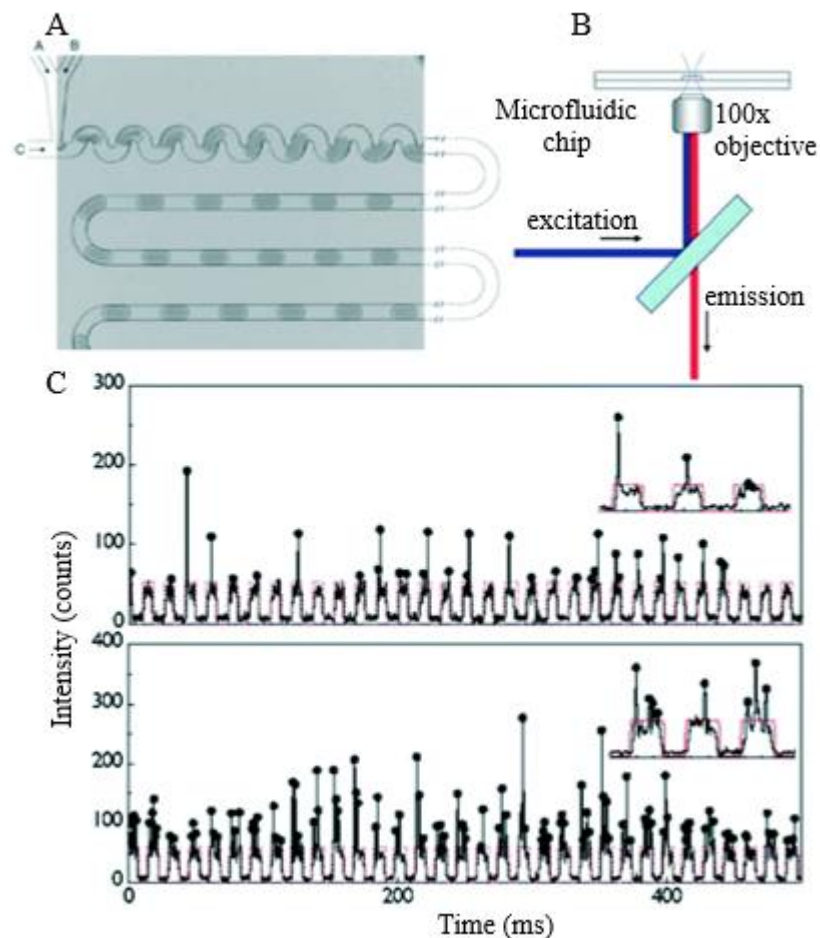 A
A B
C
B
Microfluidic
chip
100x
objective
excitation
emission
C
300
200
100
0
400
300
200
100
0
Intensity (counts)
0 200 400
Time (ms)